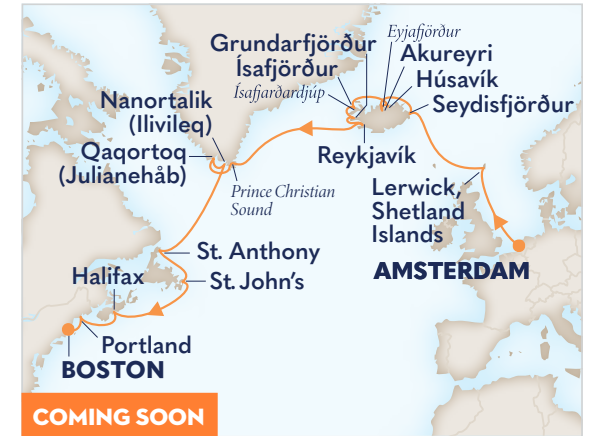 Eyjafjörður
Grundarfjörður
Akureyri
Ísafjörður
Húsavík
Ísafjarðardjúp
Seydisfjörður
Nanortalik
(Ilivileq)
Qaqortoq
(Julianehåb)
Reykjavík
Prince Christian
Sound
Lerwick,
Shetland
Islands
St. Anthony
AMSTERDAM
Halifax
St. John's
Portland
BOSTON
COMING SOON